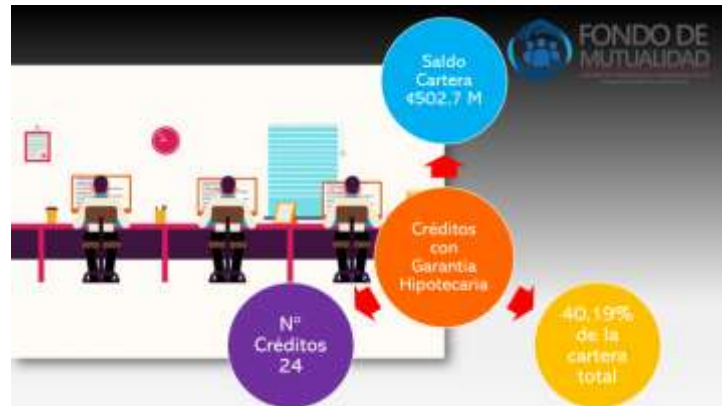 FONDO DE
MUTUALIDAD
Saldo
Cartera
¢502.7 M
Créditos
con
Garantía
Hipotecaria
N°
Créditos
24
40,19%
de la
cartera
total